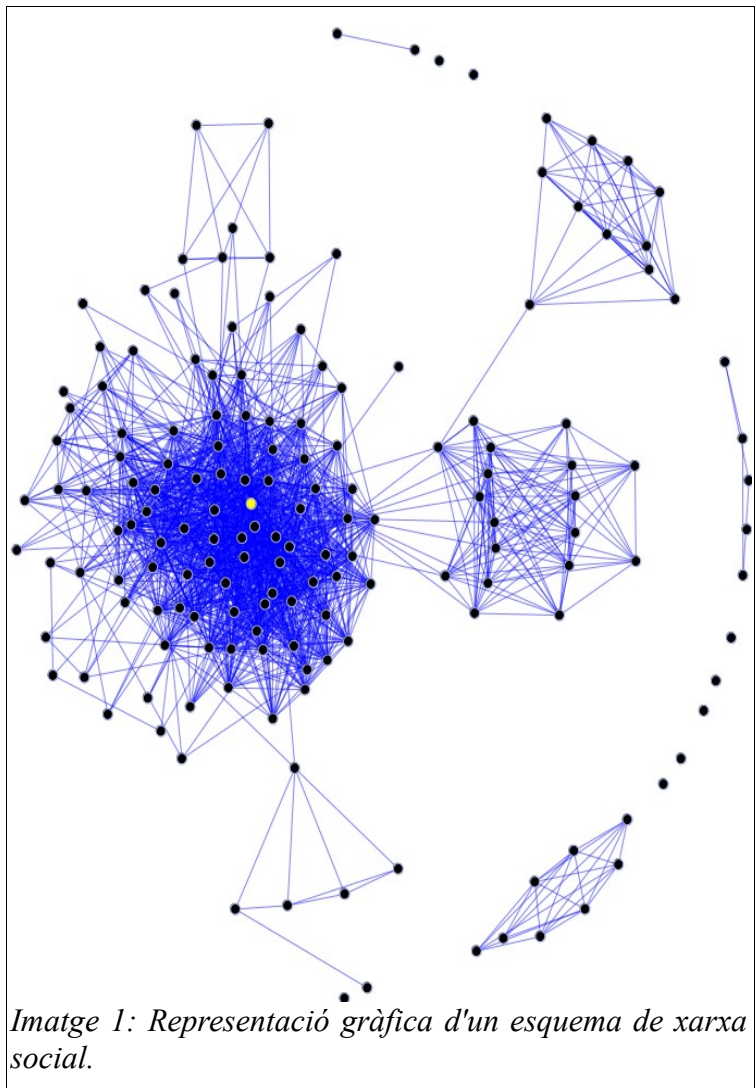 Imatge 1: Representació gràfica d'un esquema de xarxa
social.